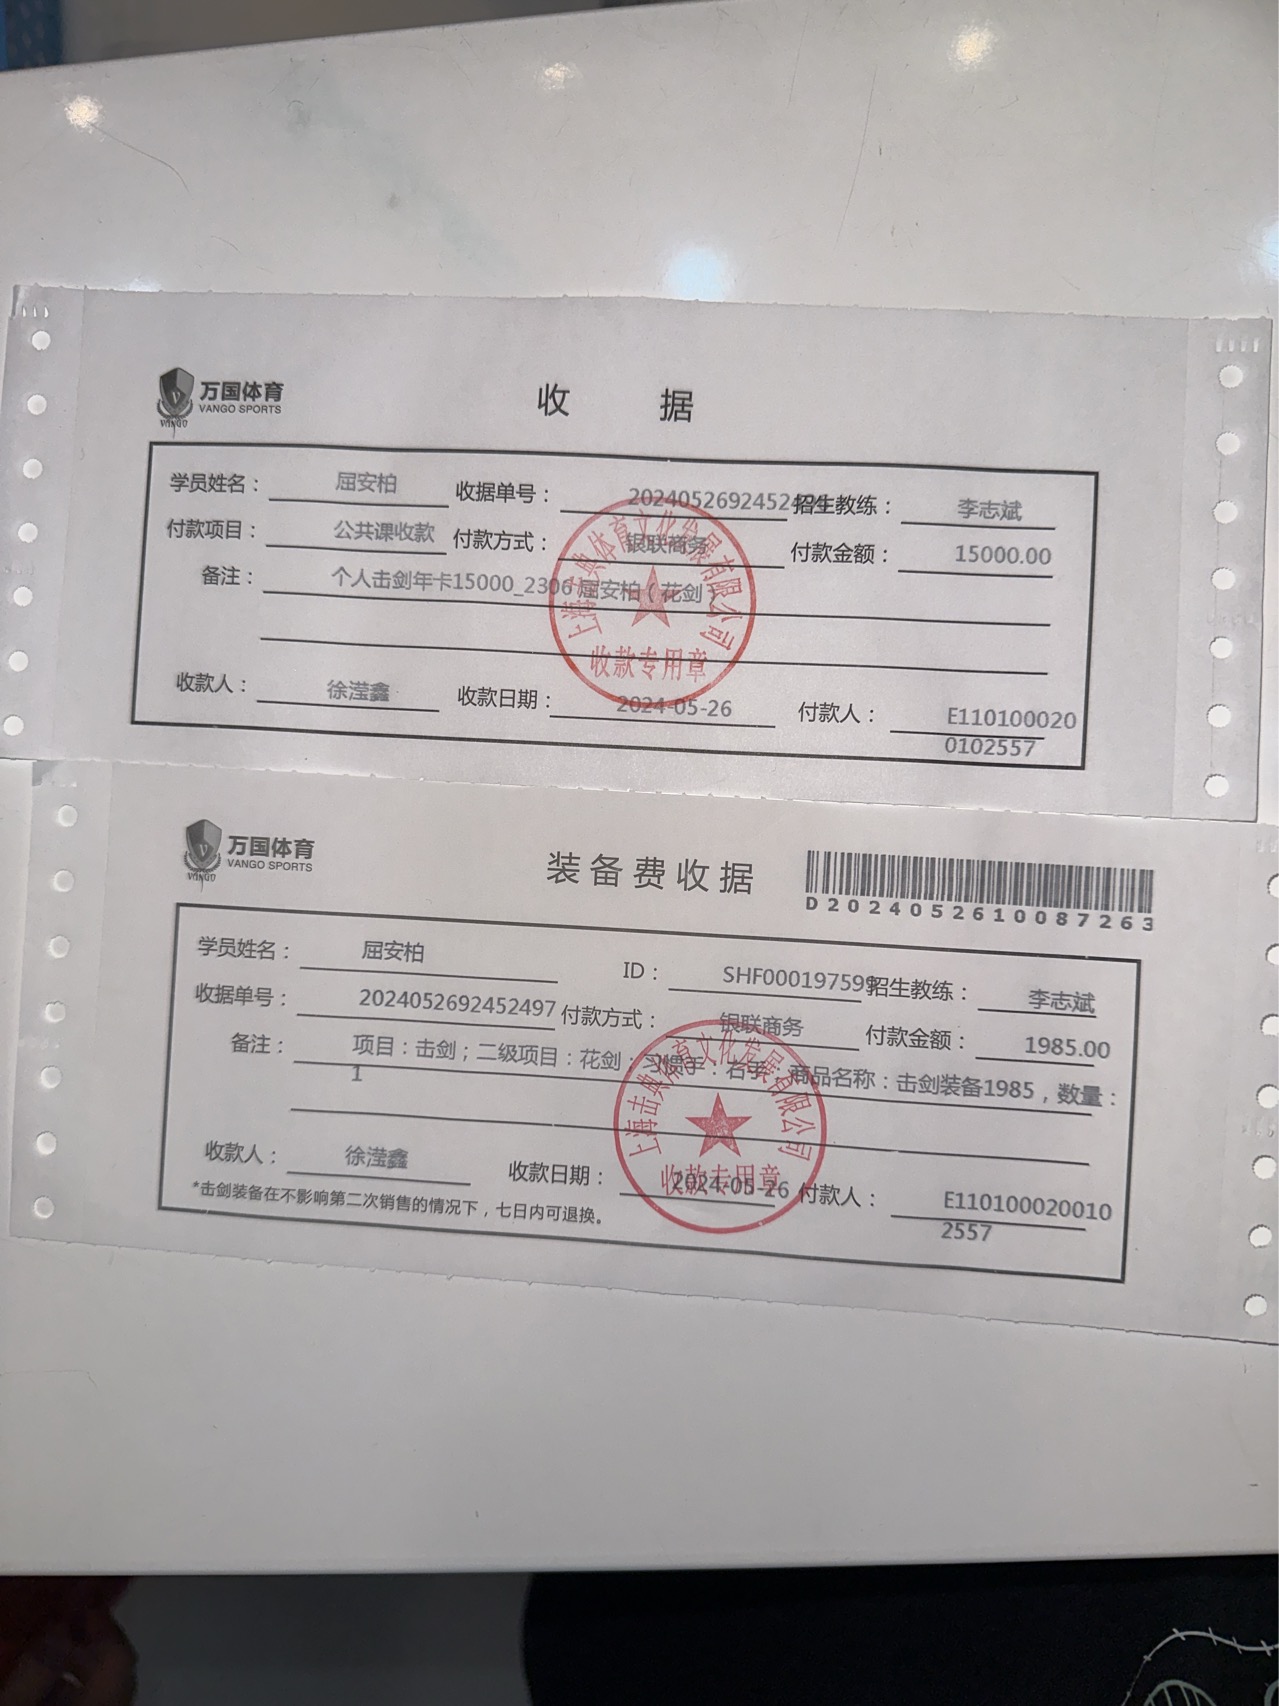 万国体育
VANGO SPORTS
VANGO
收 据
学员姓名： 屈安柏 收据单号： 2024052692452 招生教练： 李志斌
付款项目： 公共课收款 付款方式： 银联商务 付款金额： 15000.00
备注： 个人击剑年卡15000_2306 屈安柏（花剑）
上海击典体育文化发展有限公司
收款专用章
收款人： 徐滢鑫 收款日期： 2024-05-26 付款人： E110100020
0102557
万国体育
VANGO SPORTS
VANGO
装备费收据
D2024052610087263
学员姓名： 屈安柏 ID： SHF000197599 招生教练： 李志斌
收据单号： 2024052692452497 付款方式： 银联商务 付款金额： 1985.00
备注： 项目：击剑；二级项目：花剑；习惯手：右手， 商品名称：击剑装备1985，数量：
1
上海击典体育文化发展有限公司
收款专用章
收款人： 徐滢鑫 收款日期： 2024-05-26 付款人： E110100020010
2557
*击剑装备在不影响第二次销售的情况下，七日内可退换。